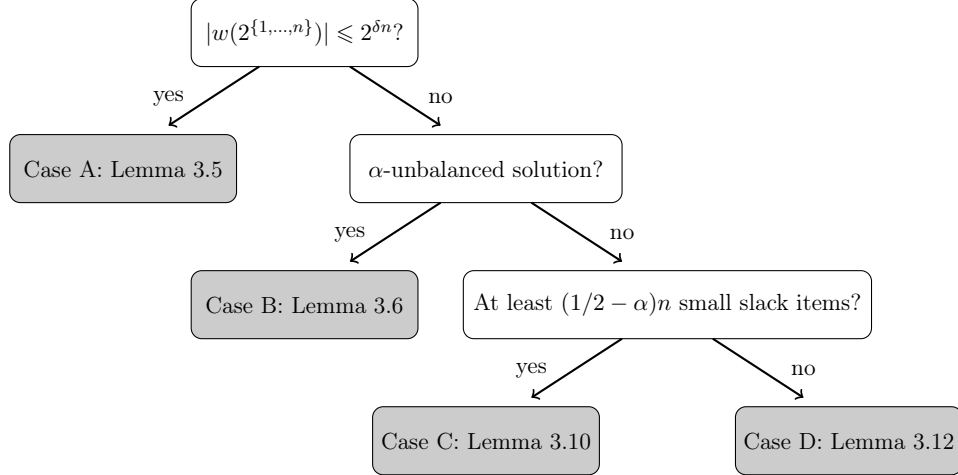 |w(2^{1,...,n})| ⩽ 2^{δn}?
yes
no
Case A: Lemma 3.5
α-unbalanced solution?
yes
no
Case B: Lemma 3.6
At least (1/2 − α)n small slack items?
yes
no
Case C: Lemma 3.10
Case D: Lemma 3.12